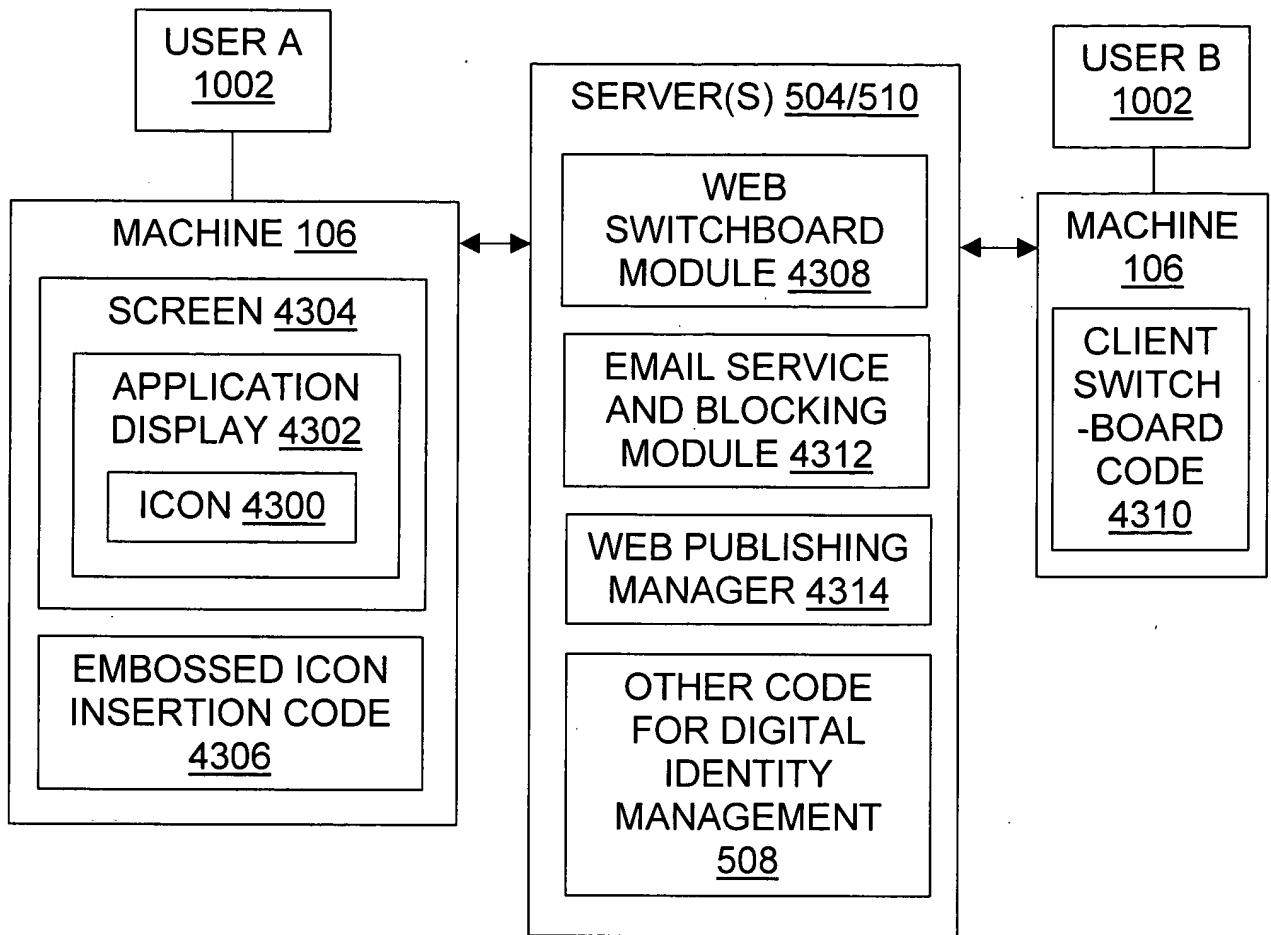 USER A
1002
MACHINE 106
SCREEN 4304
APPLICATION
DISPLAY 4302
ICON 4300
EMBOSSED ICON
INSERTION CODE
4306
SERVER(S) 504/510
WEB
SWITCHBOARD
MODULE 4308
EMAIL SERVICE
AND BLOCKING
MODULE 4312
WEB PUBLISHING
MANAGER 4314
OTHER CODE
FOR DIGITAL
IDENTITY
MANAGEMENT
508
USER B
1002
MACHINE
106
CLIENT
SWITCH
-BOARD
CODE
4310